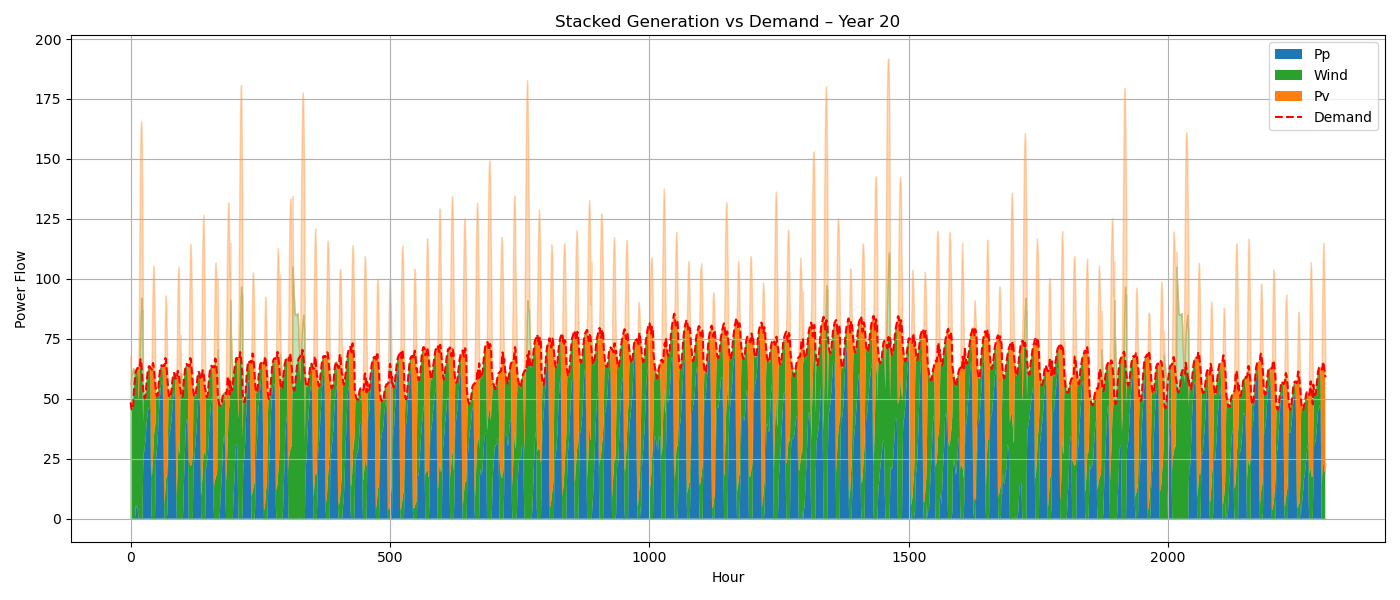 Stacked Generation vs Demand – Year 20
Power Flow
200
175
150
125
100
75
50
25
0
Pp
Wind
Pv
Demand
0 500 1000 1500 2000
Hour